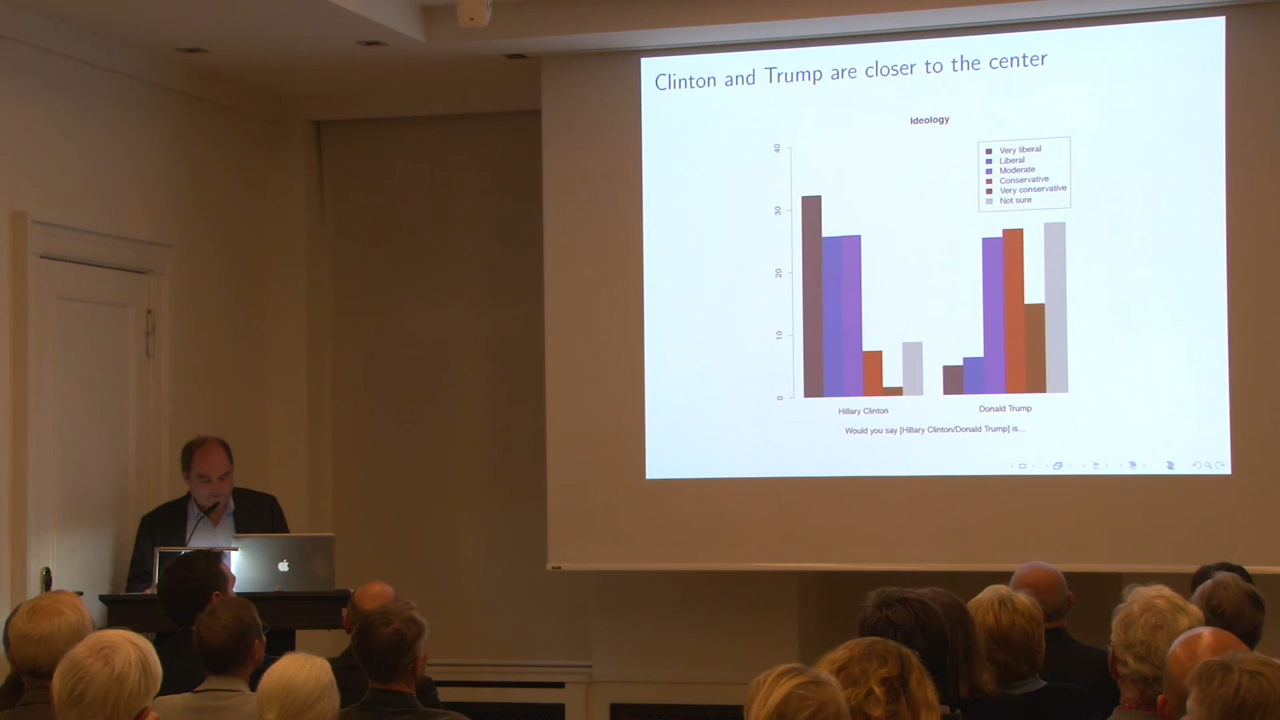 Clinton and Trump are closer to the center
Ideology
Very liberal
Liberal
Moderate
Conservative
Very conservative
Not sure
40
30
20
10
0
Hillary Clinton
Donald Trump
Would you say [Hillary Clinton/Donald Trump] is...